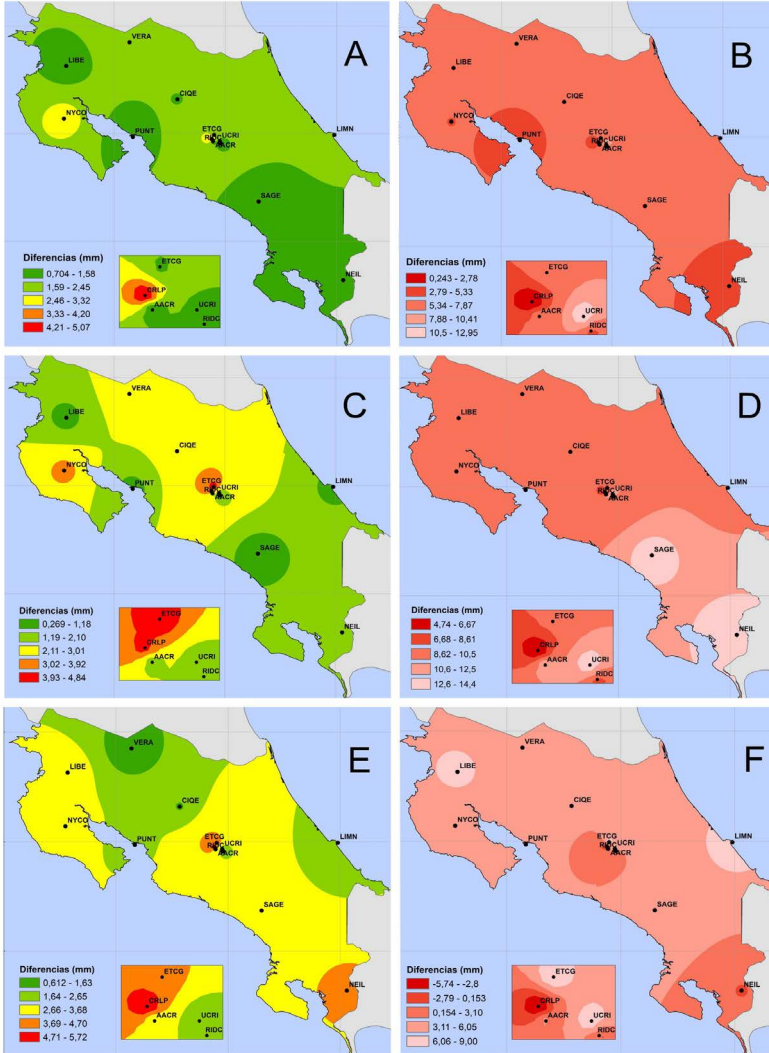 A
VERA
LIBE
CIQE
NYCO
PUNT
ETCG
UCRI
AACR
LIMN
SAGE
NEIL
Diferencias (mm)
0,704 - 1,58
1,59 - 2,45
2,46 - 3,32
3,33 - 4,20
4,21 - 5,07
ETCG
CRLP
AACR
UCRI
RIDC
B
VERA
LIBE
CIQE
NYCO
PUNT
ETCG
UCRI
AACR
LIMN
SAGE
NEIL
Diferencias (mm)
0,243 - 2,78
2,79 - 5,33
5,34 - 7,87
7,88 - 10,41
10,5 - 12,95
ETCG
CRLP
AACR
UCRI
RIDC
C
VERA
LIBE
CIQE
NYCO
PUNT
ETCG
UCRI
AACR
LIMN
SAGE
NEIL
Diferencias (mm)
0,269 - 1,18
1,19 - 2,10
2,11 - 3,01
3,02 - 3,92
3,93 - 4,84
ETCG
CRLP
AACR
UCRI
RIDC
D
VERA
LIBE
CIQE
NYCO
PUNT
ETCG
UCRI
AACR
LIMN
SAGE
NEIL
Diferencias (mm)
4,74 - 6,67
6,68 - 8,61
8,62 - 10,5
10,6 - 12,5
12,6 - 14,4
ETCG
CRLP
AACR
UCRI
RIDC
E
VERA
LIBE
CIQE
NYCO
PUNT
ETCG
UCRI
AACR
LIMN
SAGE
NEIL
Diferencias (mm)
0,612 - 1,63
1,64 - 2,65
2,66 - 3,68
3,69 - 4,70
4,71 - 5,72
ETCG
CRLP
AACR
UCRI
RIDC
F
VERA
LIBE
CIQE
NYCO
PUNT
ETCG
UCRI
AACR
LIMN
SAGE
NEIL
Diferencias (mm)
-5,74 - -2,8
-2,79 - 0,153
0,154 - 3,10
3,11 - 6,05
6,06 - 9,00
ETCG
CRLP
AACR
UCRI
RIDC